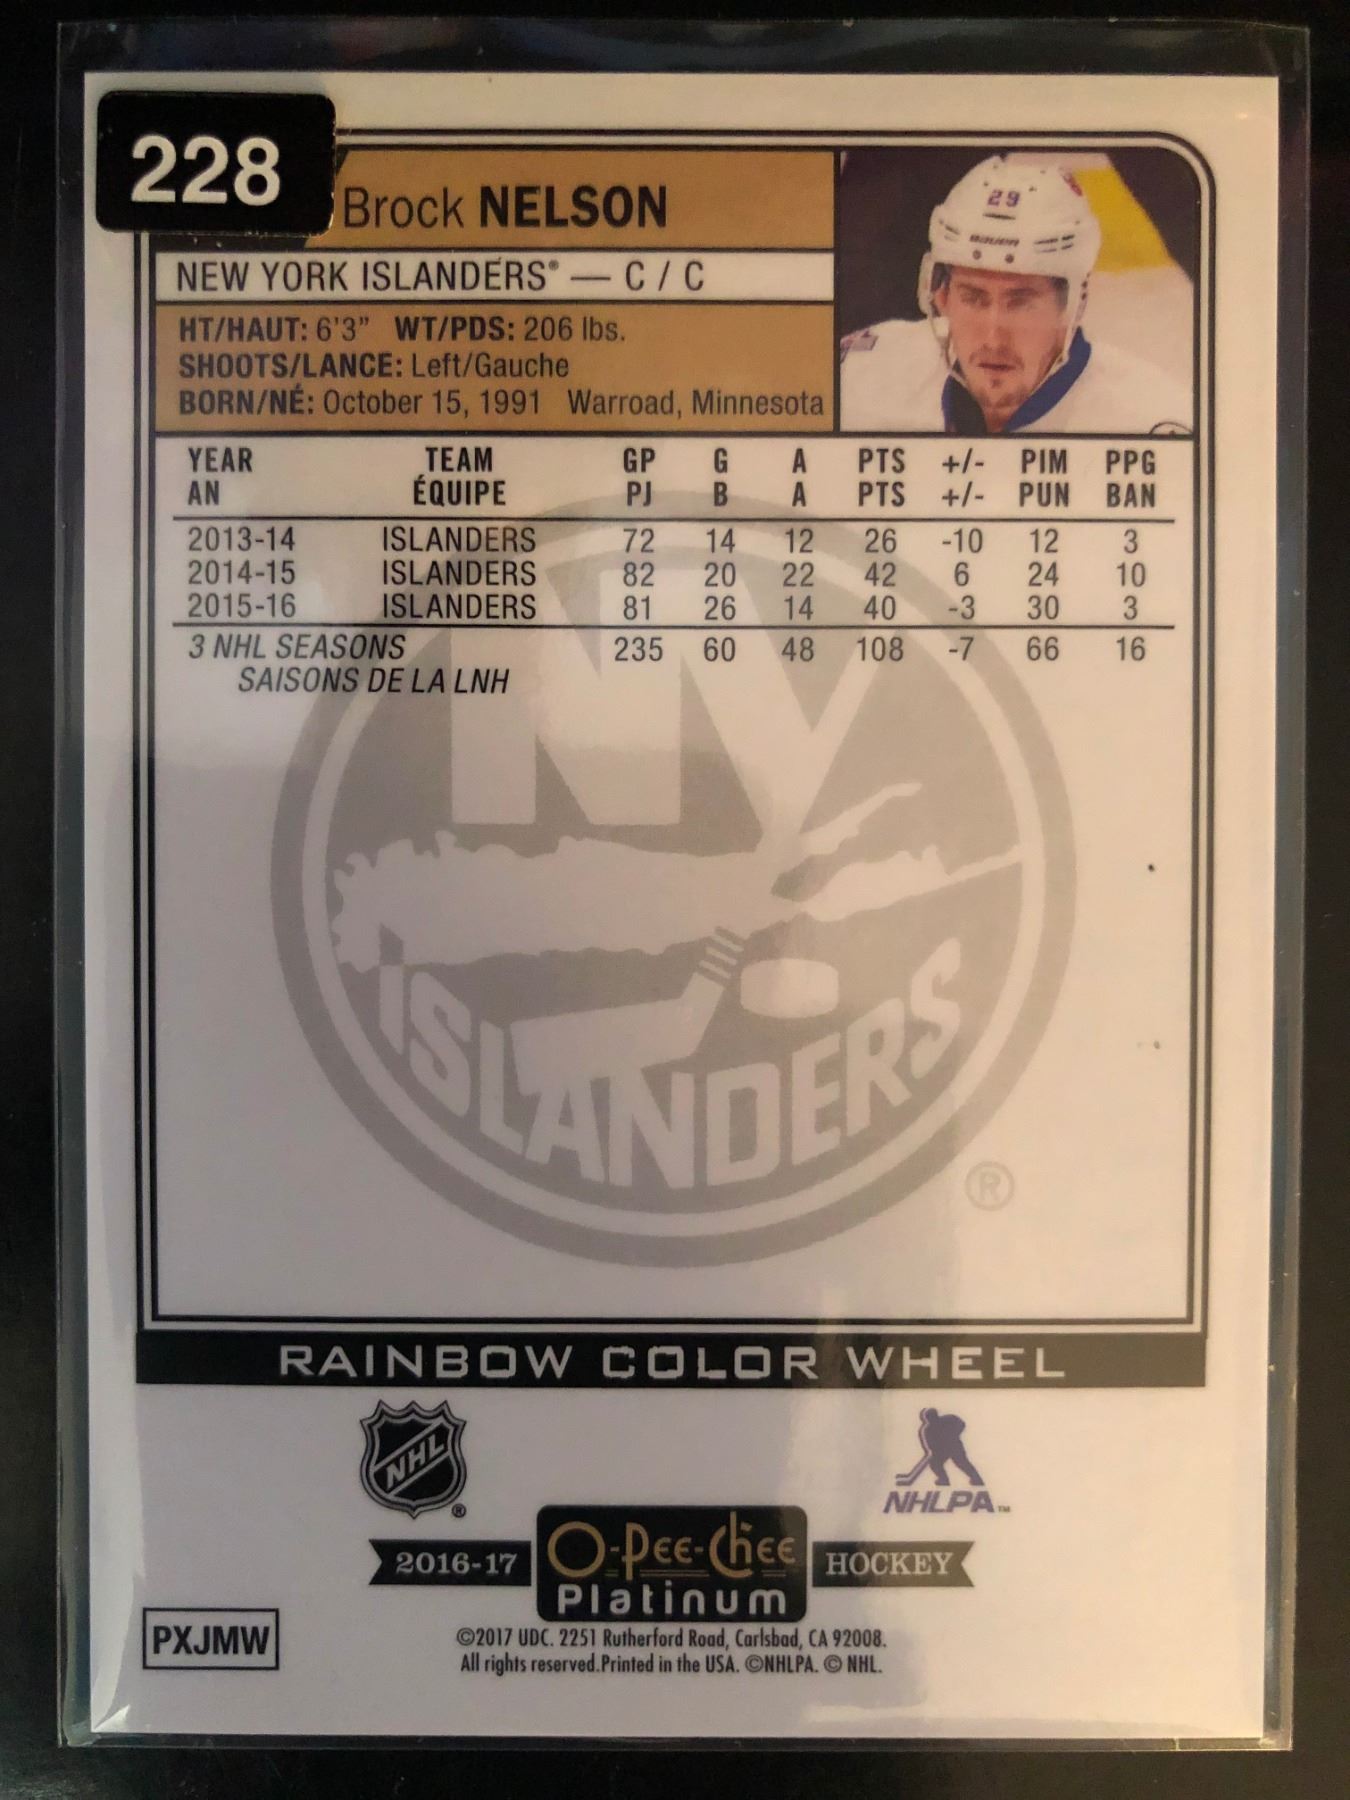 228
Brock NELSON
29
BAUER
NEW YORK ISLANDERS® — C / C
HT/HAUT: 6'3" WT/PDS: 206 lbs.
SHOOTS/LANCE: Left/Gauche
BORN/NÉ: October 15, 1991 Warroad, Minnesota
YEAR TEAM GP G A PTS +/- PIM PPG
AN ÉQUIPE PJ B A PTS +/- PUN BAN
2013-14 ISLANDERS 72 14 12 26 -10 12 3
2014-15 ISLANDERS 82 20 22 42 6 24 10
2015-16 ISLANDERS 81 26 14 40 -3 30 3
3 NHL SEASONS 235 60 48 108 -7 66 16
SAISONS DE LA LNH
NY
ISLANDERS
®
RAINBOW COLOR WHEEL
NHL ®
NHLPA™
2016-17 O-Pee-Chee HOCKEY
Platinum
PXJMW
©2017 UDC. 2251 Rutherford Road, Carlsbad, CA 92008.
All rights reserved.Printed in the USA. ©NHLPA. © NHL.